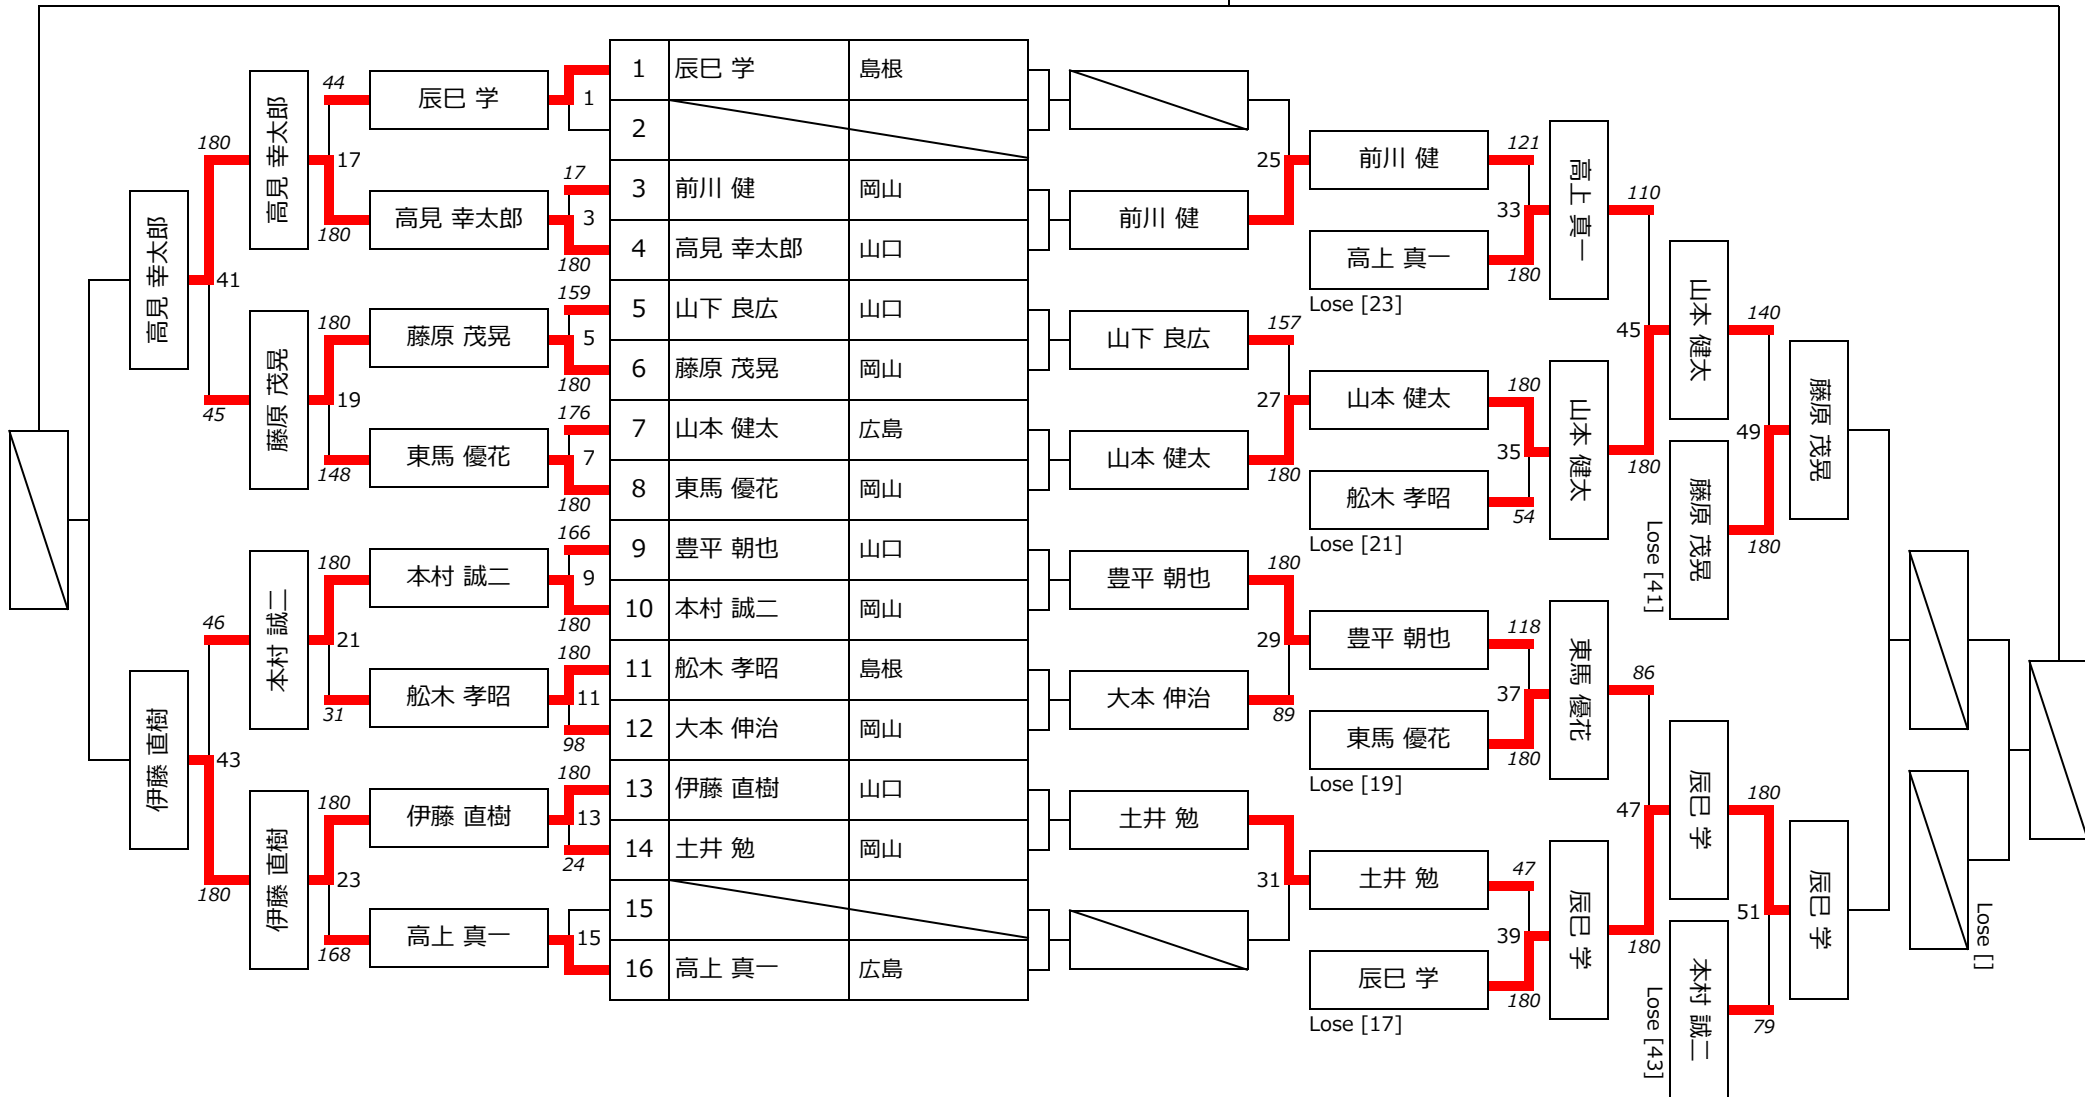 高見 幸太郎
伊藤 直樹
180
41
45
46
43
180
高見 幸太郎
藤原 茂晃
本村 誠二
伊藤 直樹
44
17
180
180
19
148
180
21
31
180
23
168
辰巳 学
高見 幸太郎
藤原 茂晃
東馬 優花
本村 誠二
舩木 孝昭
伊藤 直樹
高上 真一
1
17
3
180
159
5
180
176
7
180
166
9
180
180
11
98
180
13
24
15
1 辰巳 学 島根
2
3 前川 健 岡山
4 高見 幸太郎 山口
5 山下 良広 山口
6 藤原 茂晃 岡山
7 山本 健太 広島
8 東馬 優花 岡山
9 豊平 朝也 山口
10 本村 誠二 岡山
11 舩木 孝昭 島根
12 大本 伸治 岡山
13 伊藤 直樹 山口
14 土井 勉 岡山
15
16 高上 真一 広島
前川 健
山下 良広
山本 健太
豊平 朝也
大本 伸治
土井 勉
25
157
27
180
180
29
89
31
前川 健
高上 真一
Lose [23]
山本 健太
舩木 孝昭
Lose [21]
豊平 朝也
東馬 優花
Lose [19]
土井 勉
辰巳 学
Lose [17]
121
33
180
180
35
54
118
37
180
47
39
180
高上 真一
山本 健太
東馬 優花
辰巳 学
110
45
180
86
47
180
山本 健太
藤原 茂晃
Lose [41]
辰巳 学
本村 誠二
Lose [43]
140
49
180
180
51
79
藤原 茂晃
辰巳 学
Lose []